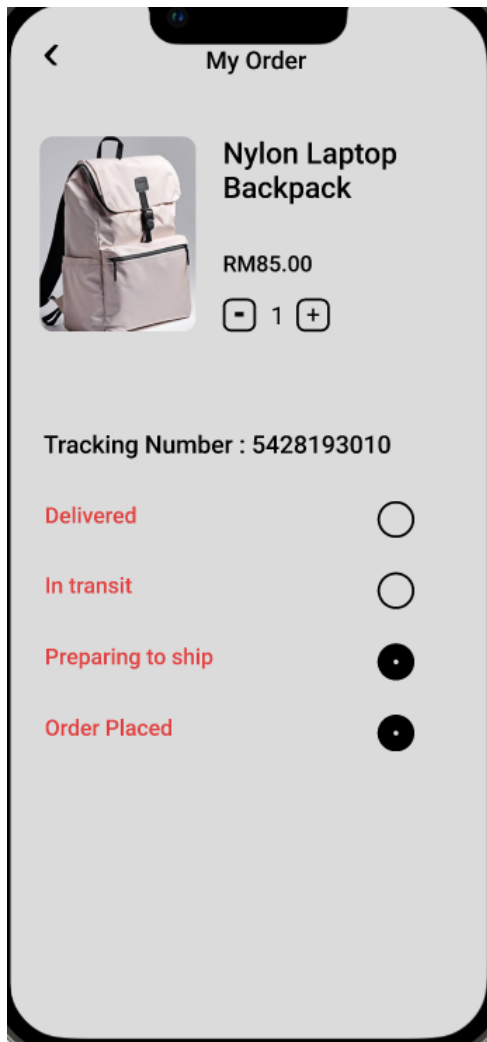 My Order
Nylon Laptop
Backpack
RM85.00
- 1 +
Tracking Number : 5428193010
Delivered
In transit
Preparing to ship
Order Placed